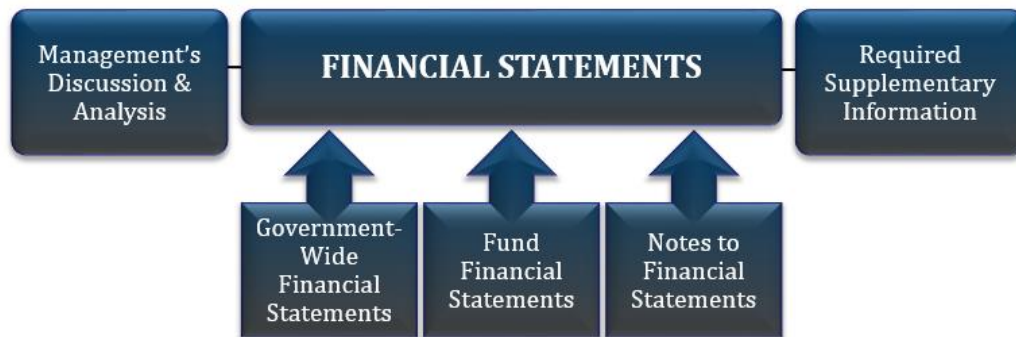 Management’s
Discussion &
Analysis
FINANCIAL STATEMENTS
Required
Supplementary
Information
Government-
Wide
Financial
Statements
Fund
Financial
Statements
Notes to
Financial
Statements